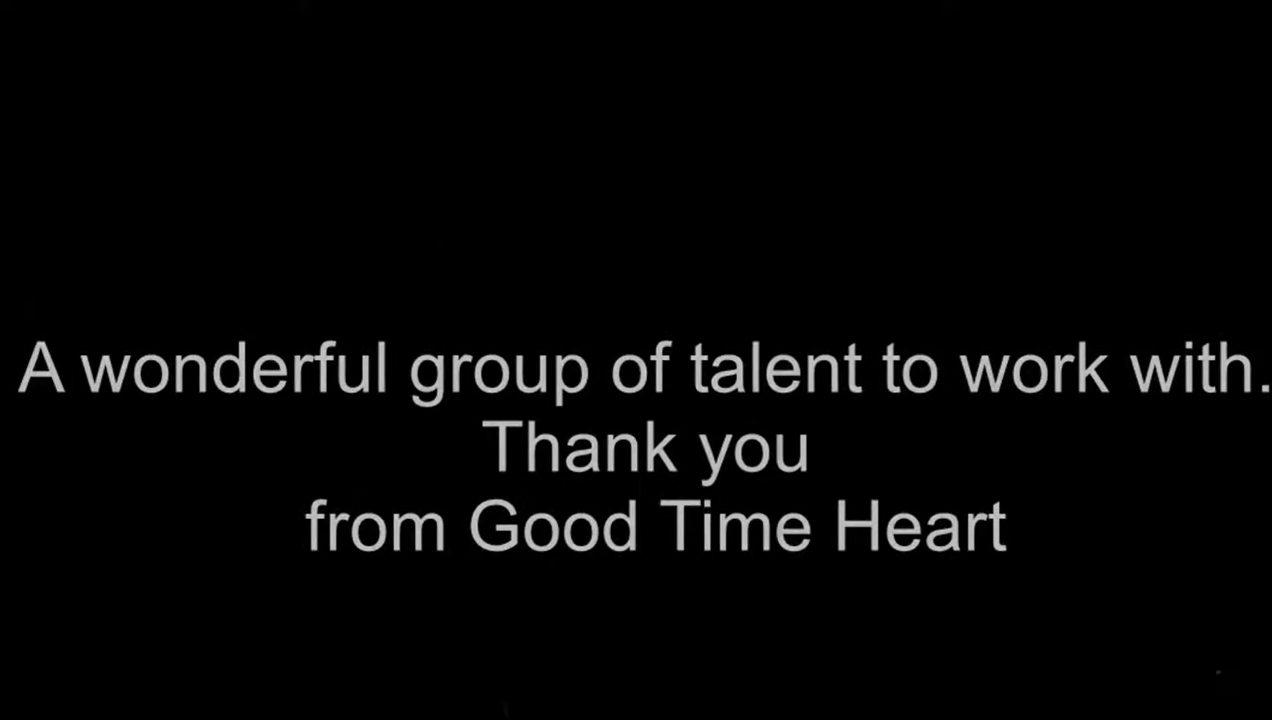 A wonderful group of talent to work with.
Thank you
from Good Time Heart